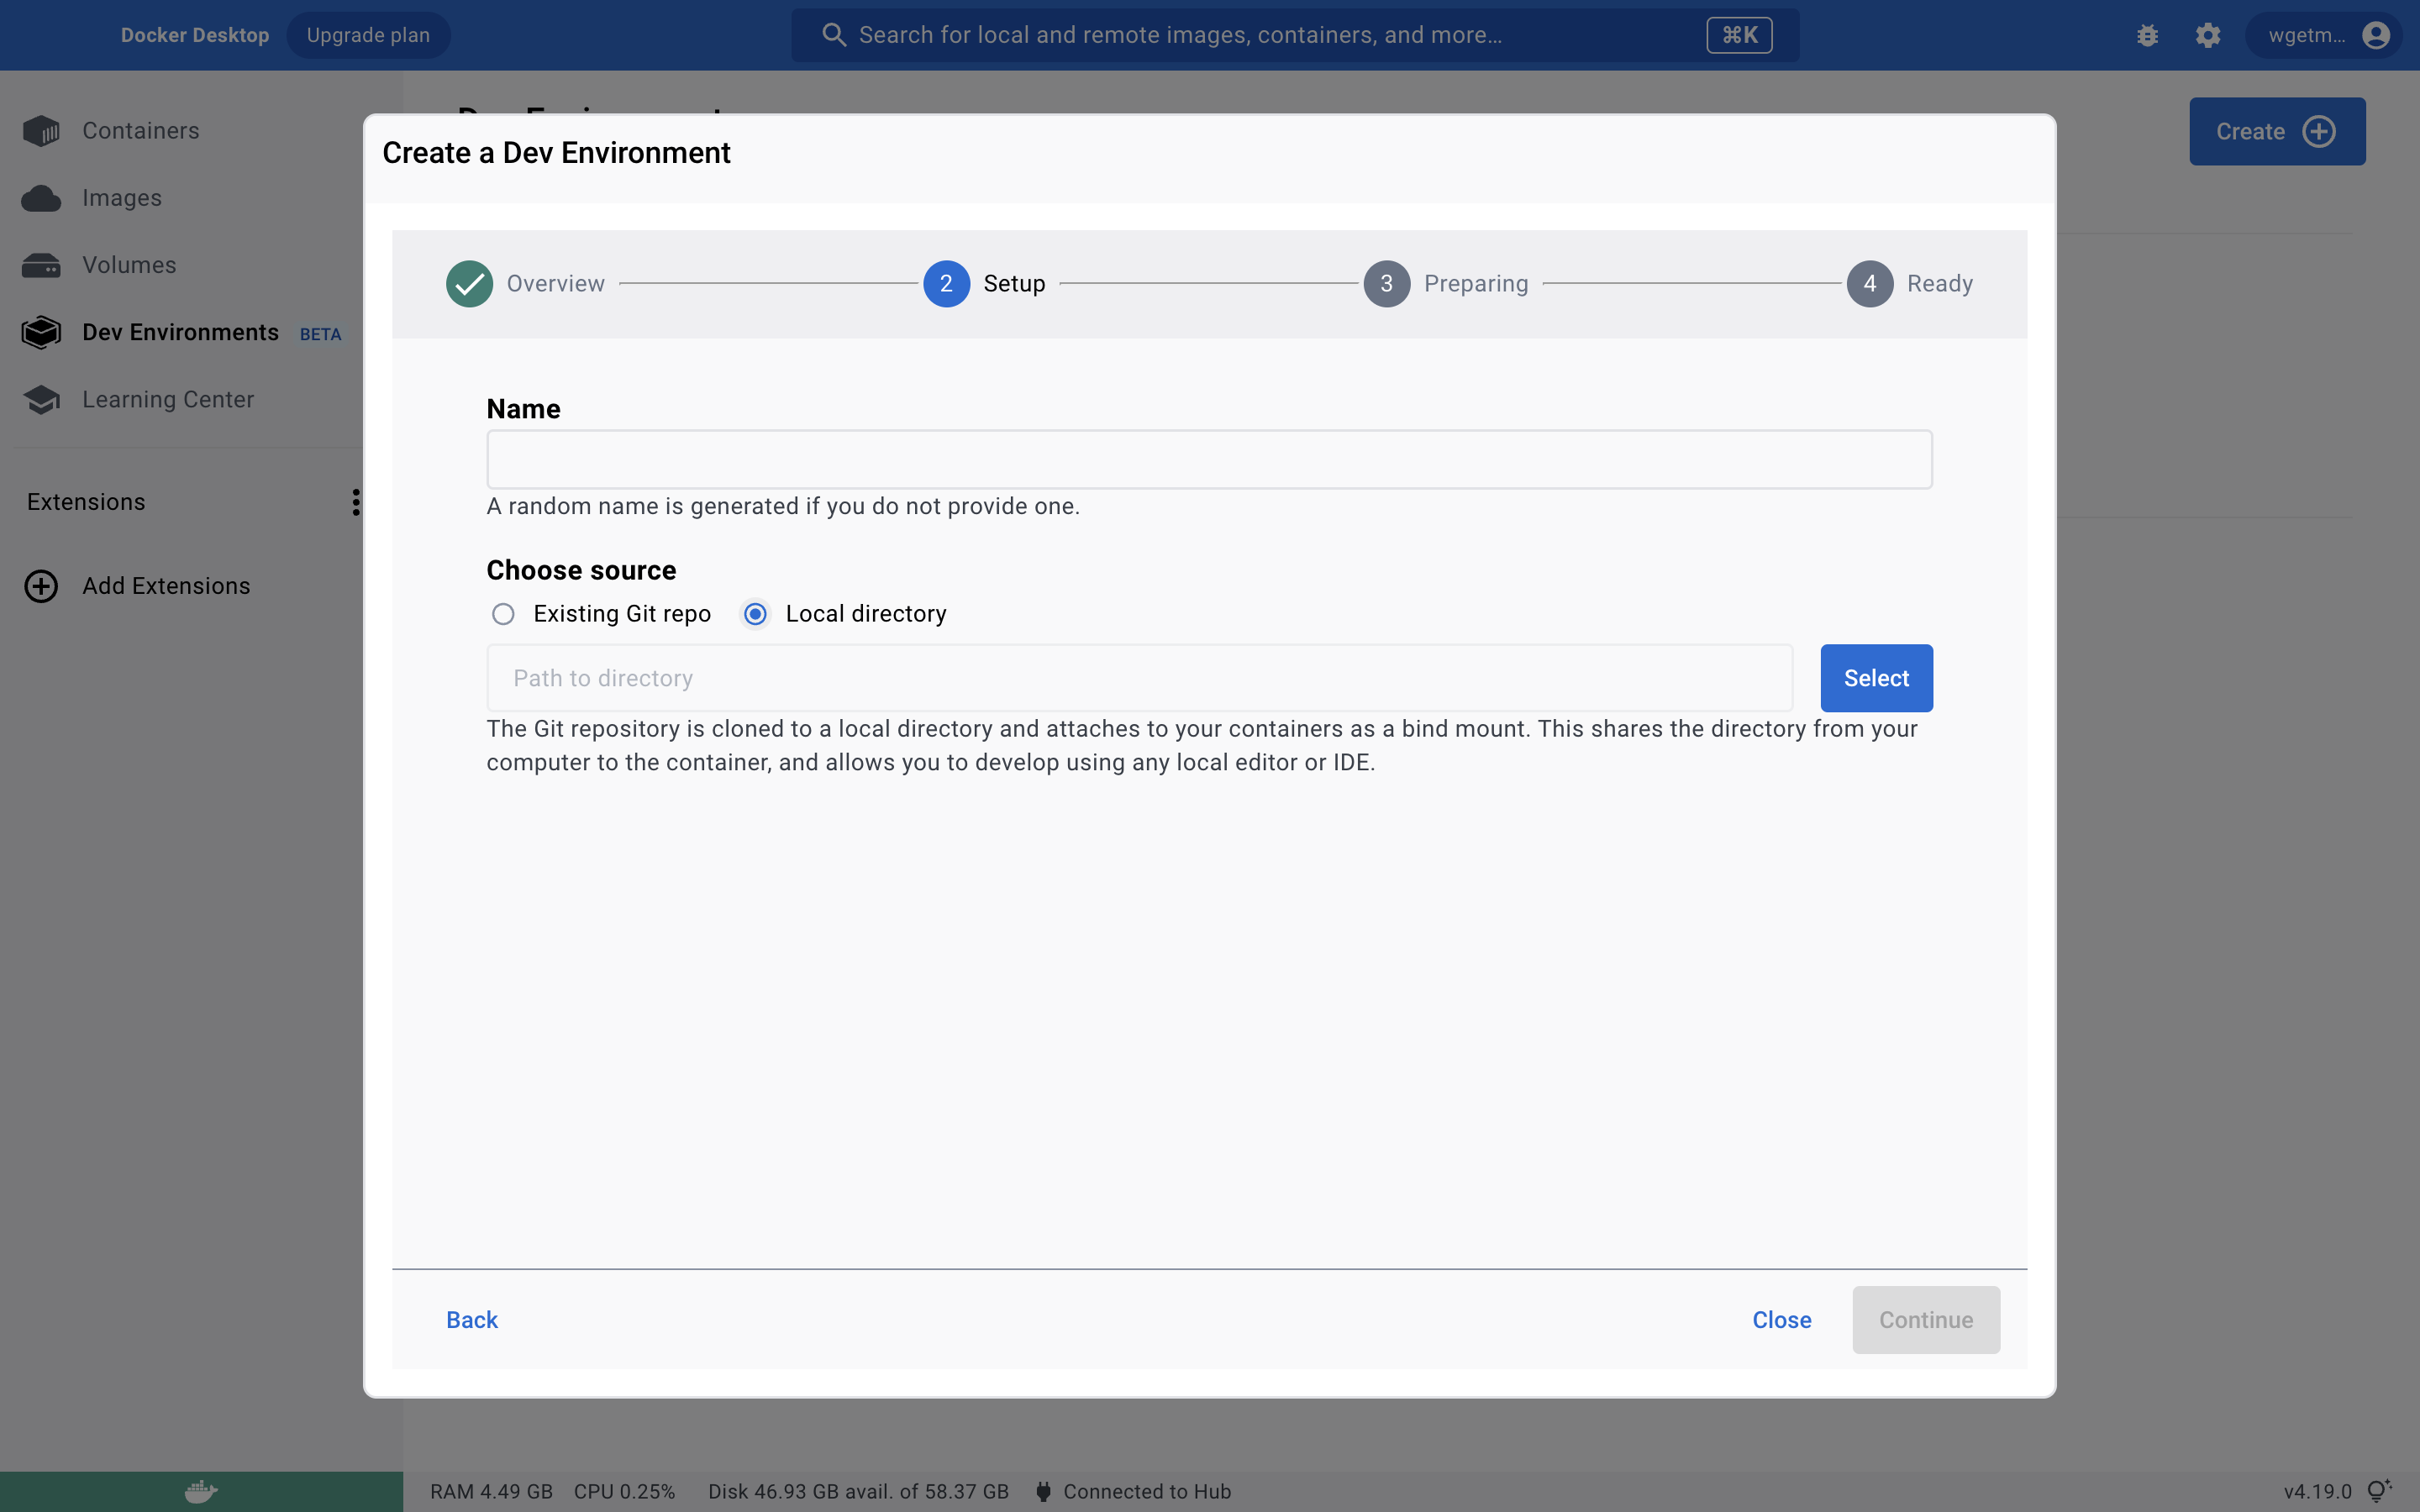 Docker Desktop
Upgrade plan
Search for local and remote images, containers, and more...
⌘K
wgetm...
Containers
Images
Volumes
Dev Environments BETA
Learning Center
Extensions
Add Extensions
Create
Create a Dev Environment
Overview
2 Setup
3 Preparing
4 Ready
Name
A random name is generated if you do not provide one.
Choose source
Existing Git repo
Local directory
Path to directory
Select
The Git repository is cloned to a local directory and attaches to your containers as a bind mount. This shares the directory from your
computer to the container, and allows you to develop using any local editor or IDE.
Back
Close
Continue
RAM 4.49 GB CPU 0.25% Disk 46.93 GB avail. of 58.37 GB Connected to Hub
v4.19.0